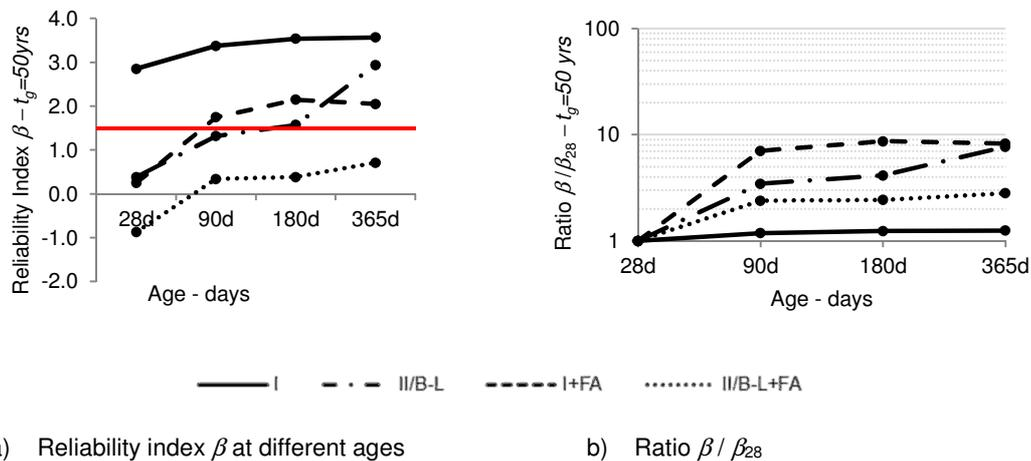 Reliability Index β – tg=50yrs
4.0
3.0
2.0
1.0
0.0
-1.0
-2.0
28d 90d 180d 365d
Age - days
Ratio β/β28 – tg=50 yrs
100
10
1
28d 90d 180d 365d
Age - days
I II/B-L I+FA II/B-L+FA
) Reliability index β at different ages
b) Ratio β / β28